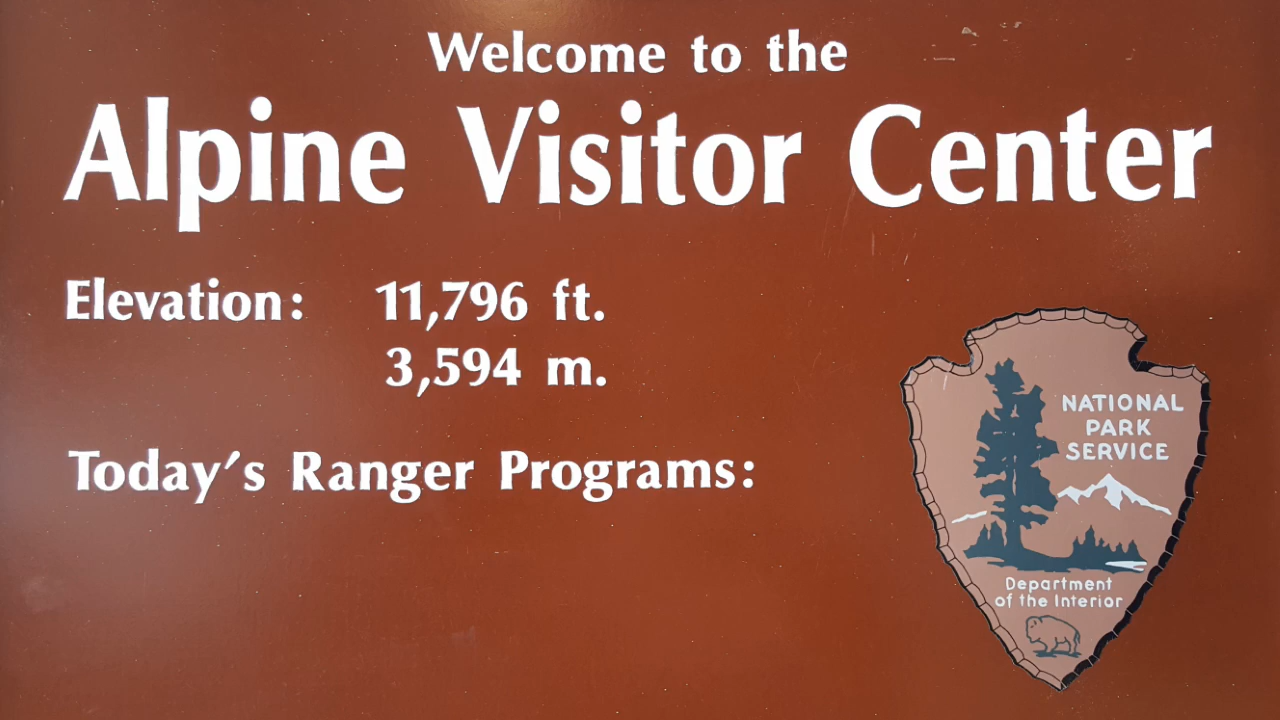 Welcome to the
Alpine Visitor Center
Elevation: 11,796 ft.
3,594 m.
Today's Ranger Programs:
NATIONAL
PARK
SERVICE
Department
of the Interior